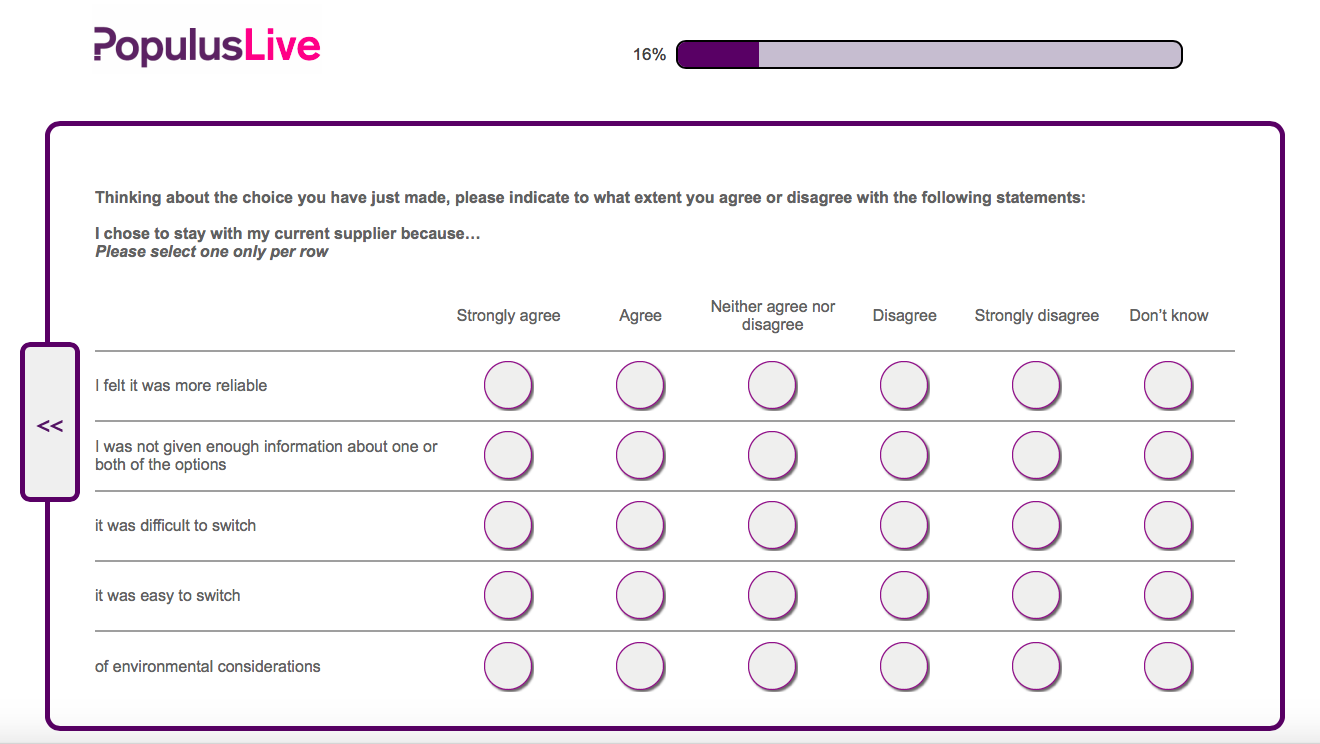 PopulusLive
16%
Thinking about the choice you have just made, please indicate to what extent you agree or disagree with the following statements:
I chose to stay with my current supplier because…
Please select one only per row
Strongly agree
Agree
Neither agree nor
disagree
Disagree
Strongly disagree
Don’t know
<<
I felt it was more reliable
I was not given enough information about one or
both of the options
it was difficult to switch
it was easy to switch
of environmental considerations